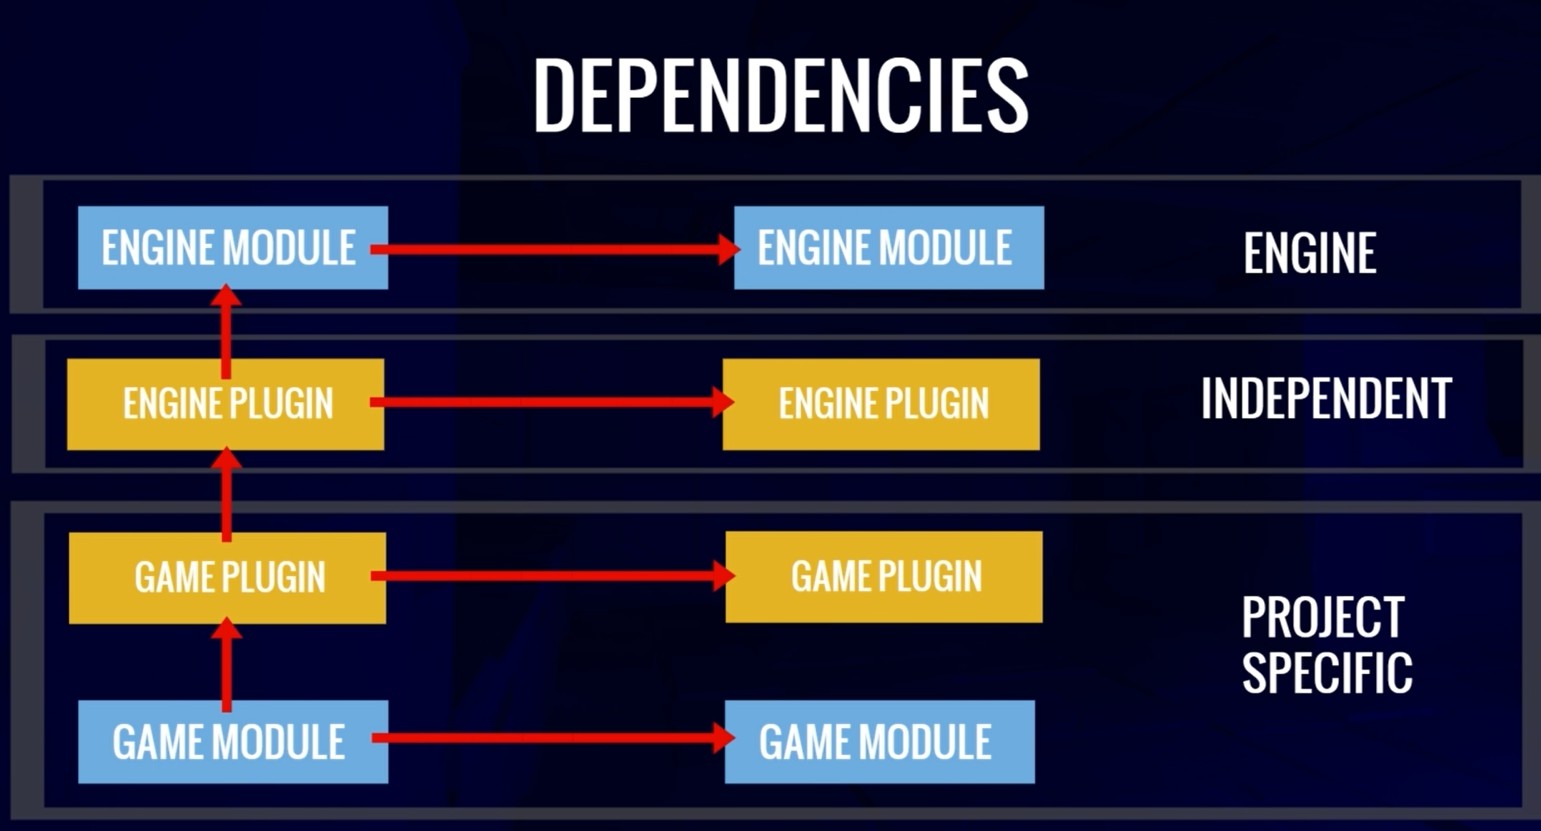 DEPENDENCIES
ENGINE MODULE
ENGINE MODULE
ENGINE
ENGINE PLUGIN
ENGINE PLUGIN
INDEPENDENT
GAME PLUGIN
GAME PLUGIN
PROJECT
SPECIFIC
GAME MODULE
GAME MODULE